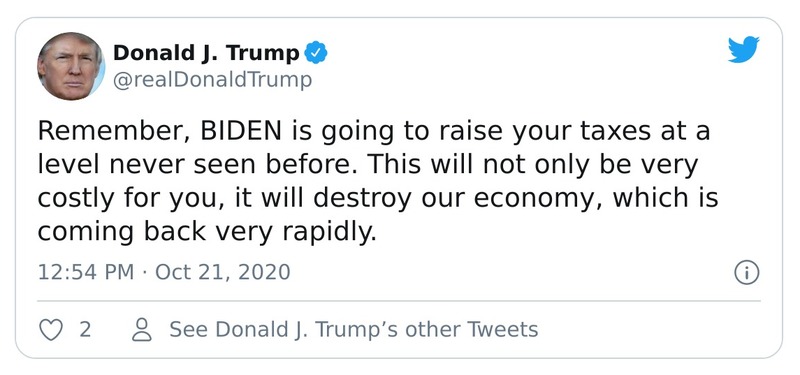 Donald J. Trump
@realDonaldTrump
Remember, BIDEN is going to raise your taxes at a
level never seen before. This will not only be very
costly for you, it will destroy our economy, which is
coming back very rapidly.
12:54 PM · Oct 21, 2020
2 See Donald J. Trump’s other Tweets